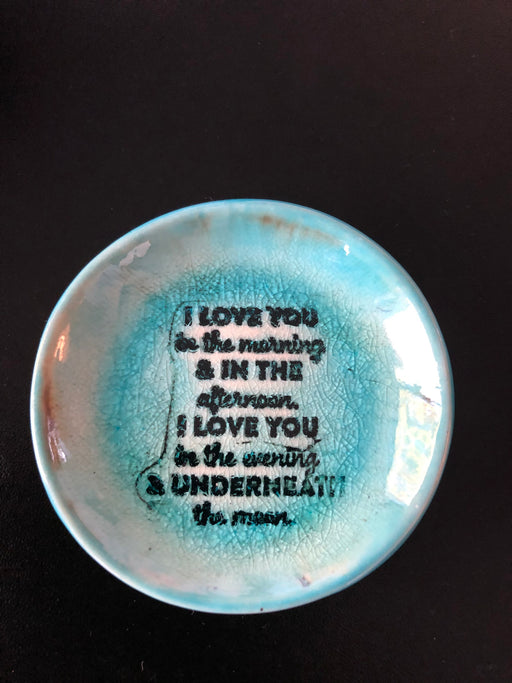 I LOVE YOU
in the morning
& IN THE
afternoon,
I LOVE YOU
in the evening
& UNDERNEATH
the moon.